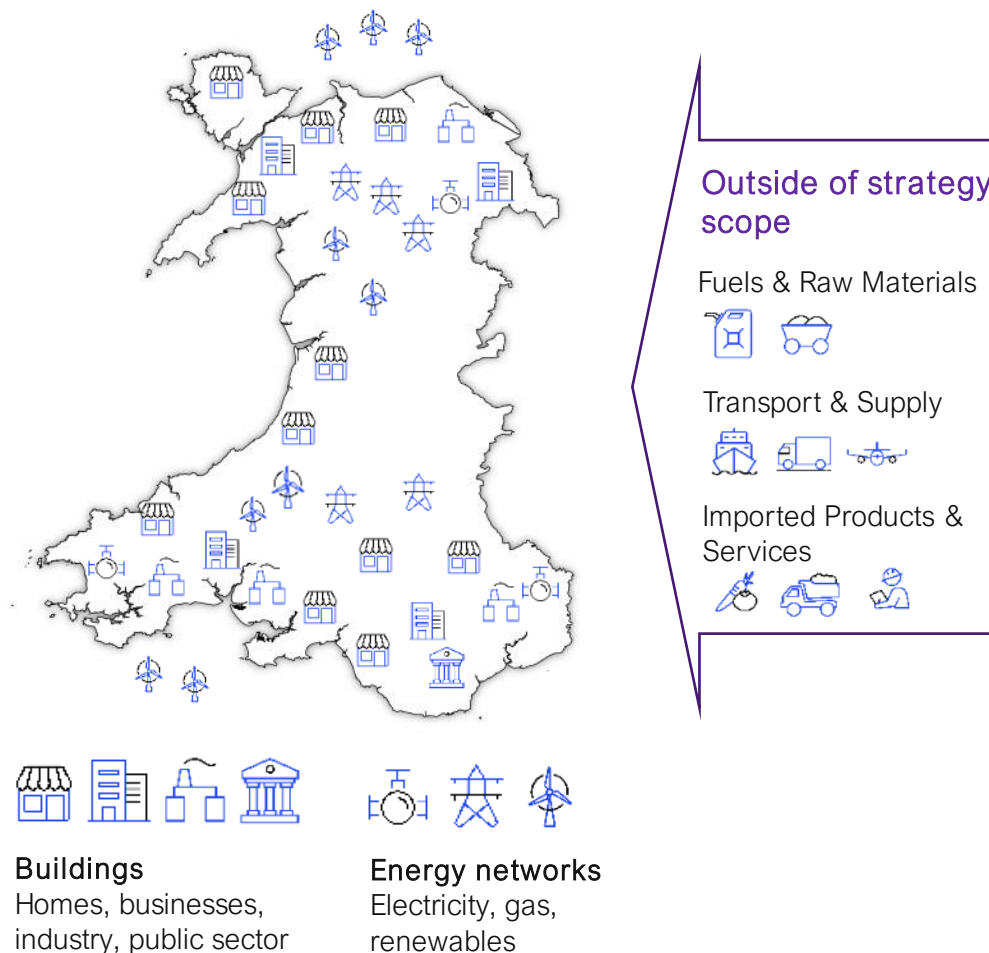 Outside of strategy
scope
Fuels & Raw Materials
Transport & Supply
Imported Products &
Services
Buildings
Homes, businesses,
industry, public sector
Energy networks
Electricity, gas,
renewables